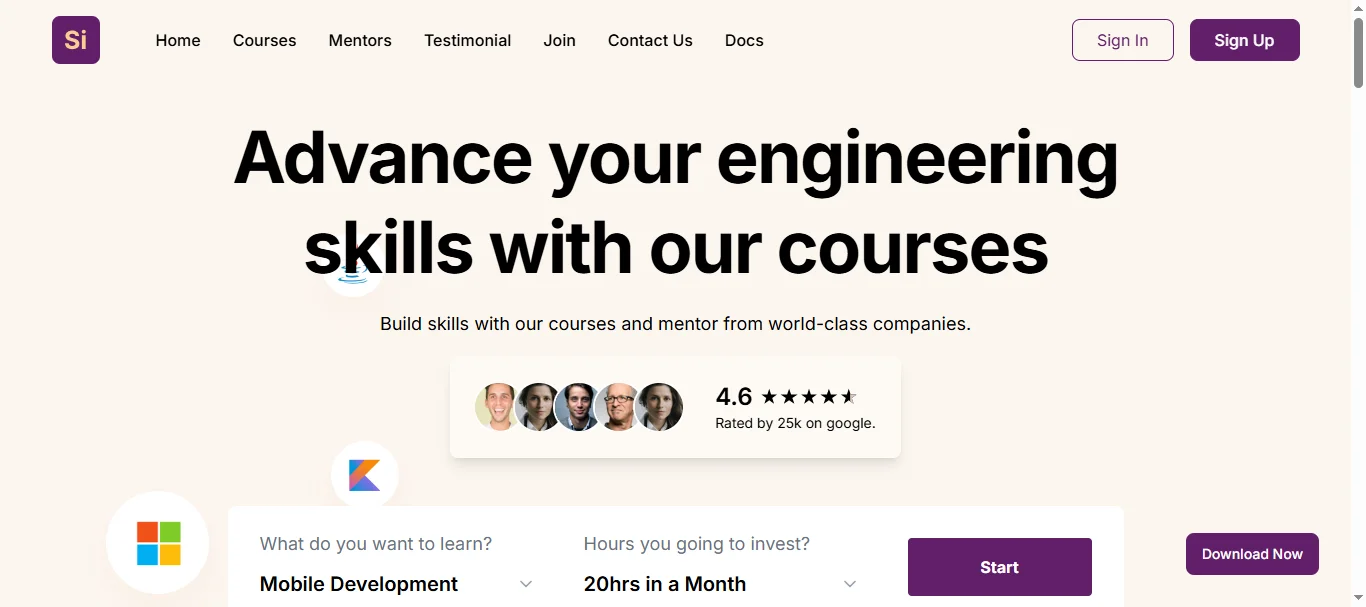 Si
Home Courses Mentors Testimonial Join Contact Us Docs Sign In Sign Up
Advance your engineering
skills with our courses
Build skills with our courses and mentor from world-class companies.
4.6 ★★★★⯨
Rated by 25k on google.
What do you want to learn? Hours you going to invest?
Mobile Development 20hrs in a Month Start
Download Now